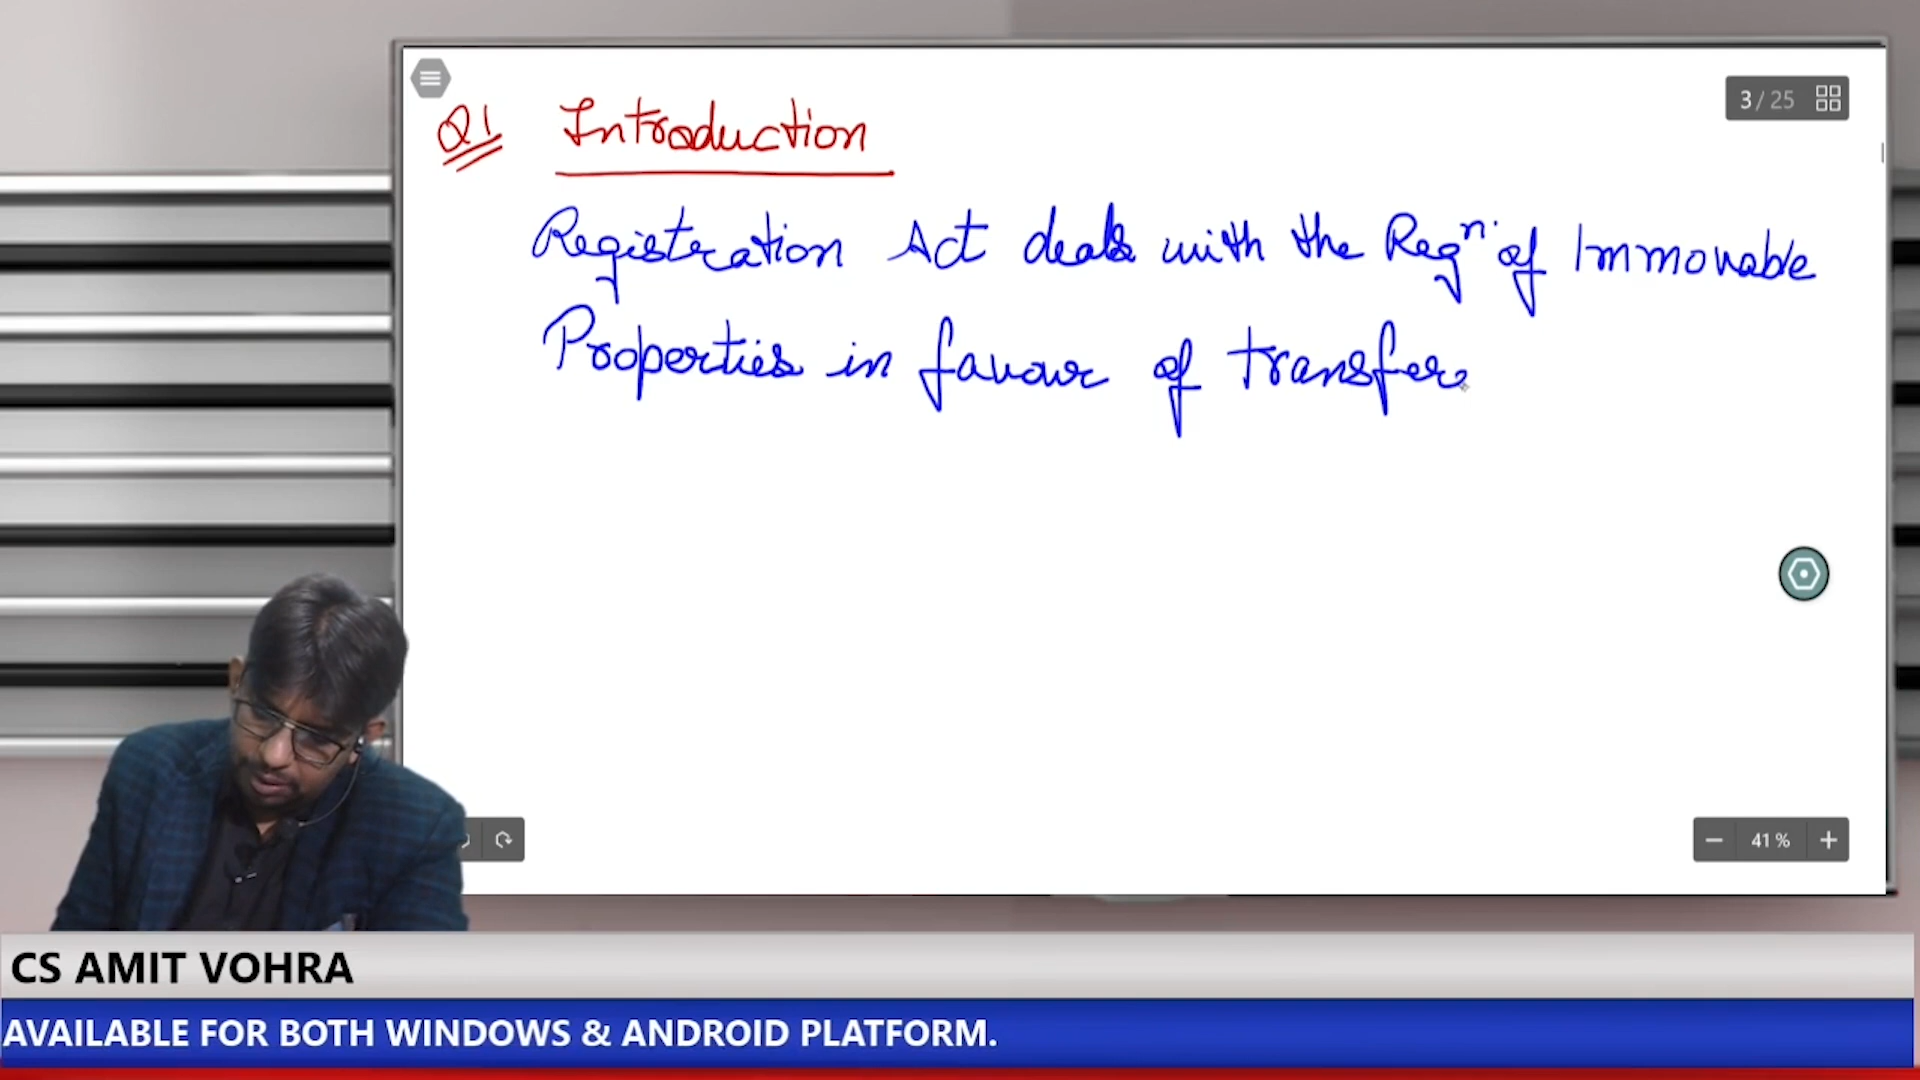 3 / 25
Q1 Introduction
Registration Act deals with the Regn. of Immovable
Properties in favour of transfere
41 %
CS AMIT VOHRA
AVAILABLE FOR BOTH WINDOWS & ANDROID PLATFORM.